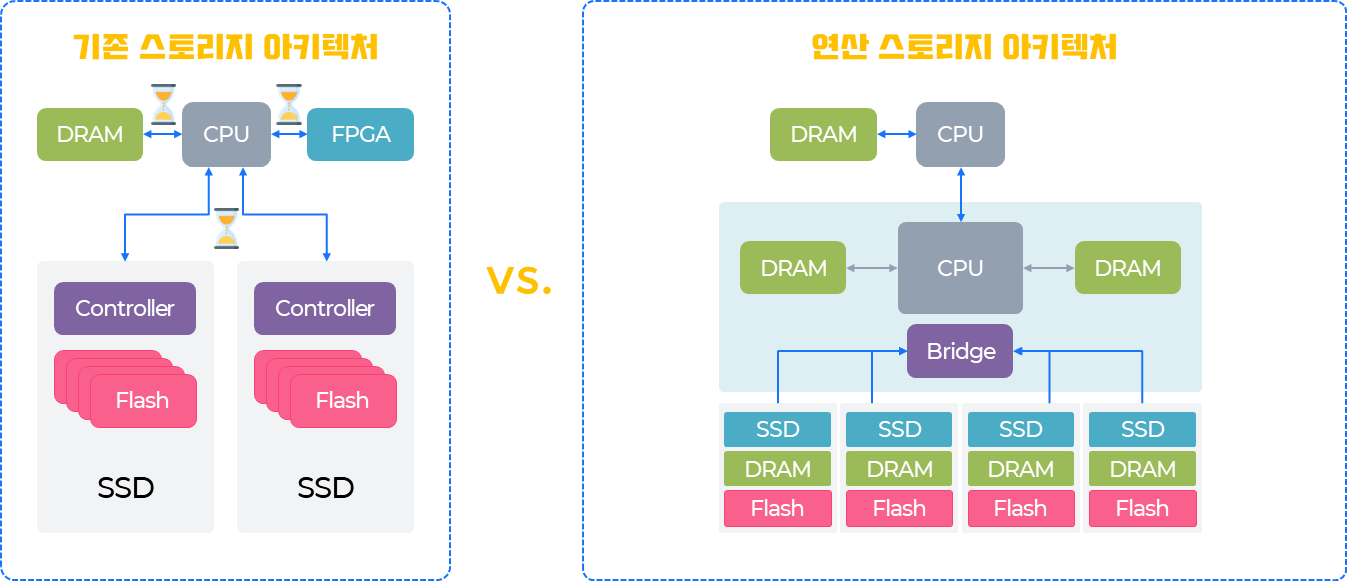 기존 스토리지 아키텍처
DRAM
CPU
FPGA
Controller
Controller
Flash
Flash
SSD
SSD
vs.
연산 스토리지 아키텍처
DRAM
CPU
DRAM
CPU
DRAM
Bridge
SSD
SSD
SSD
SSD
DRAM
DRAM
DRAM
DRAM
Flash
Flash
Flash
Flash